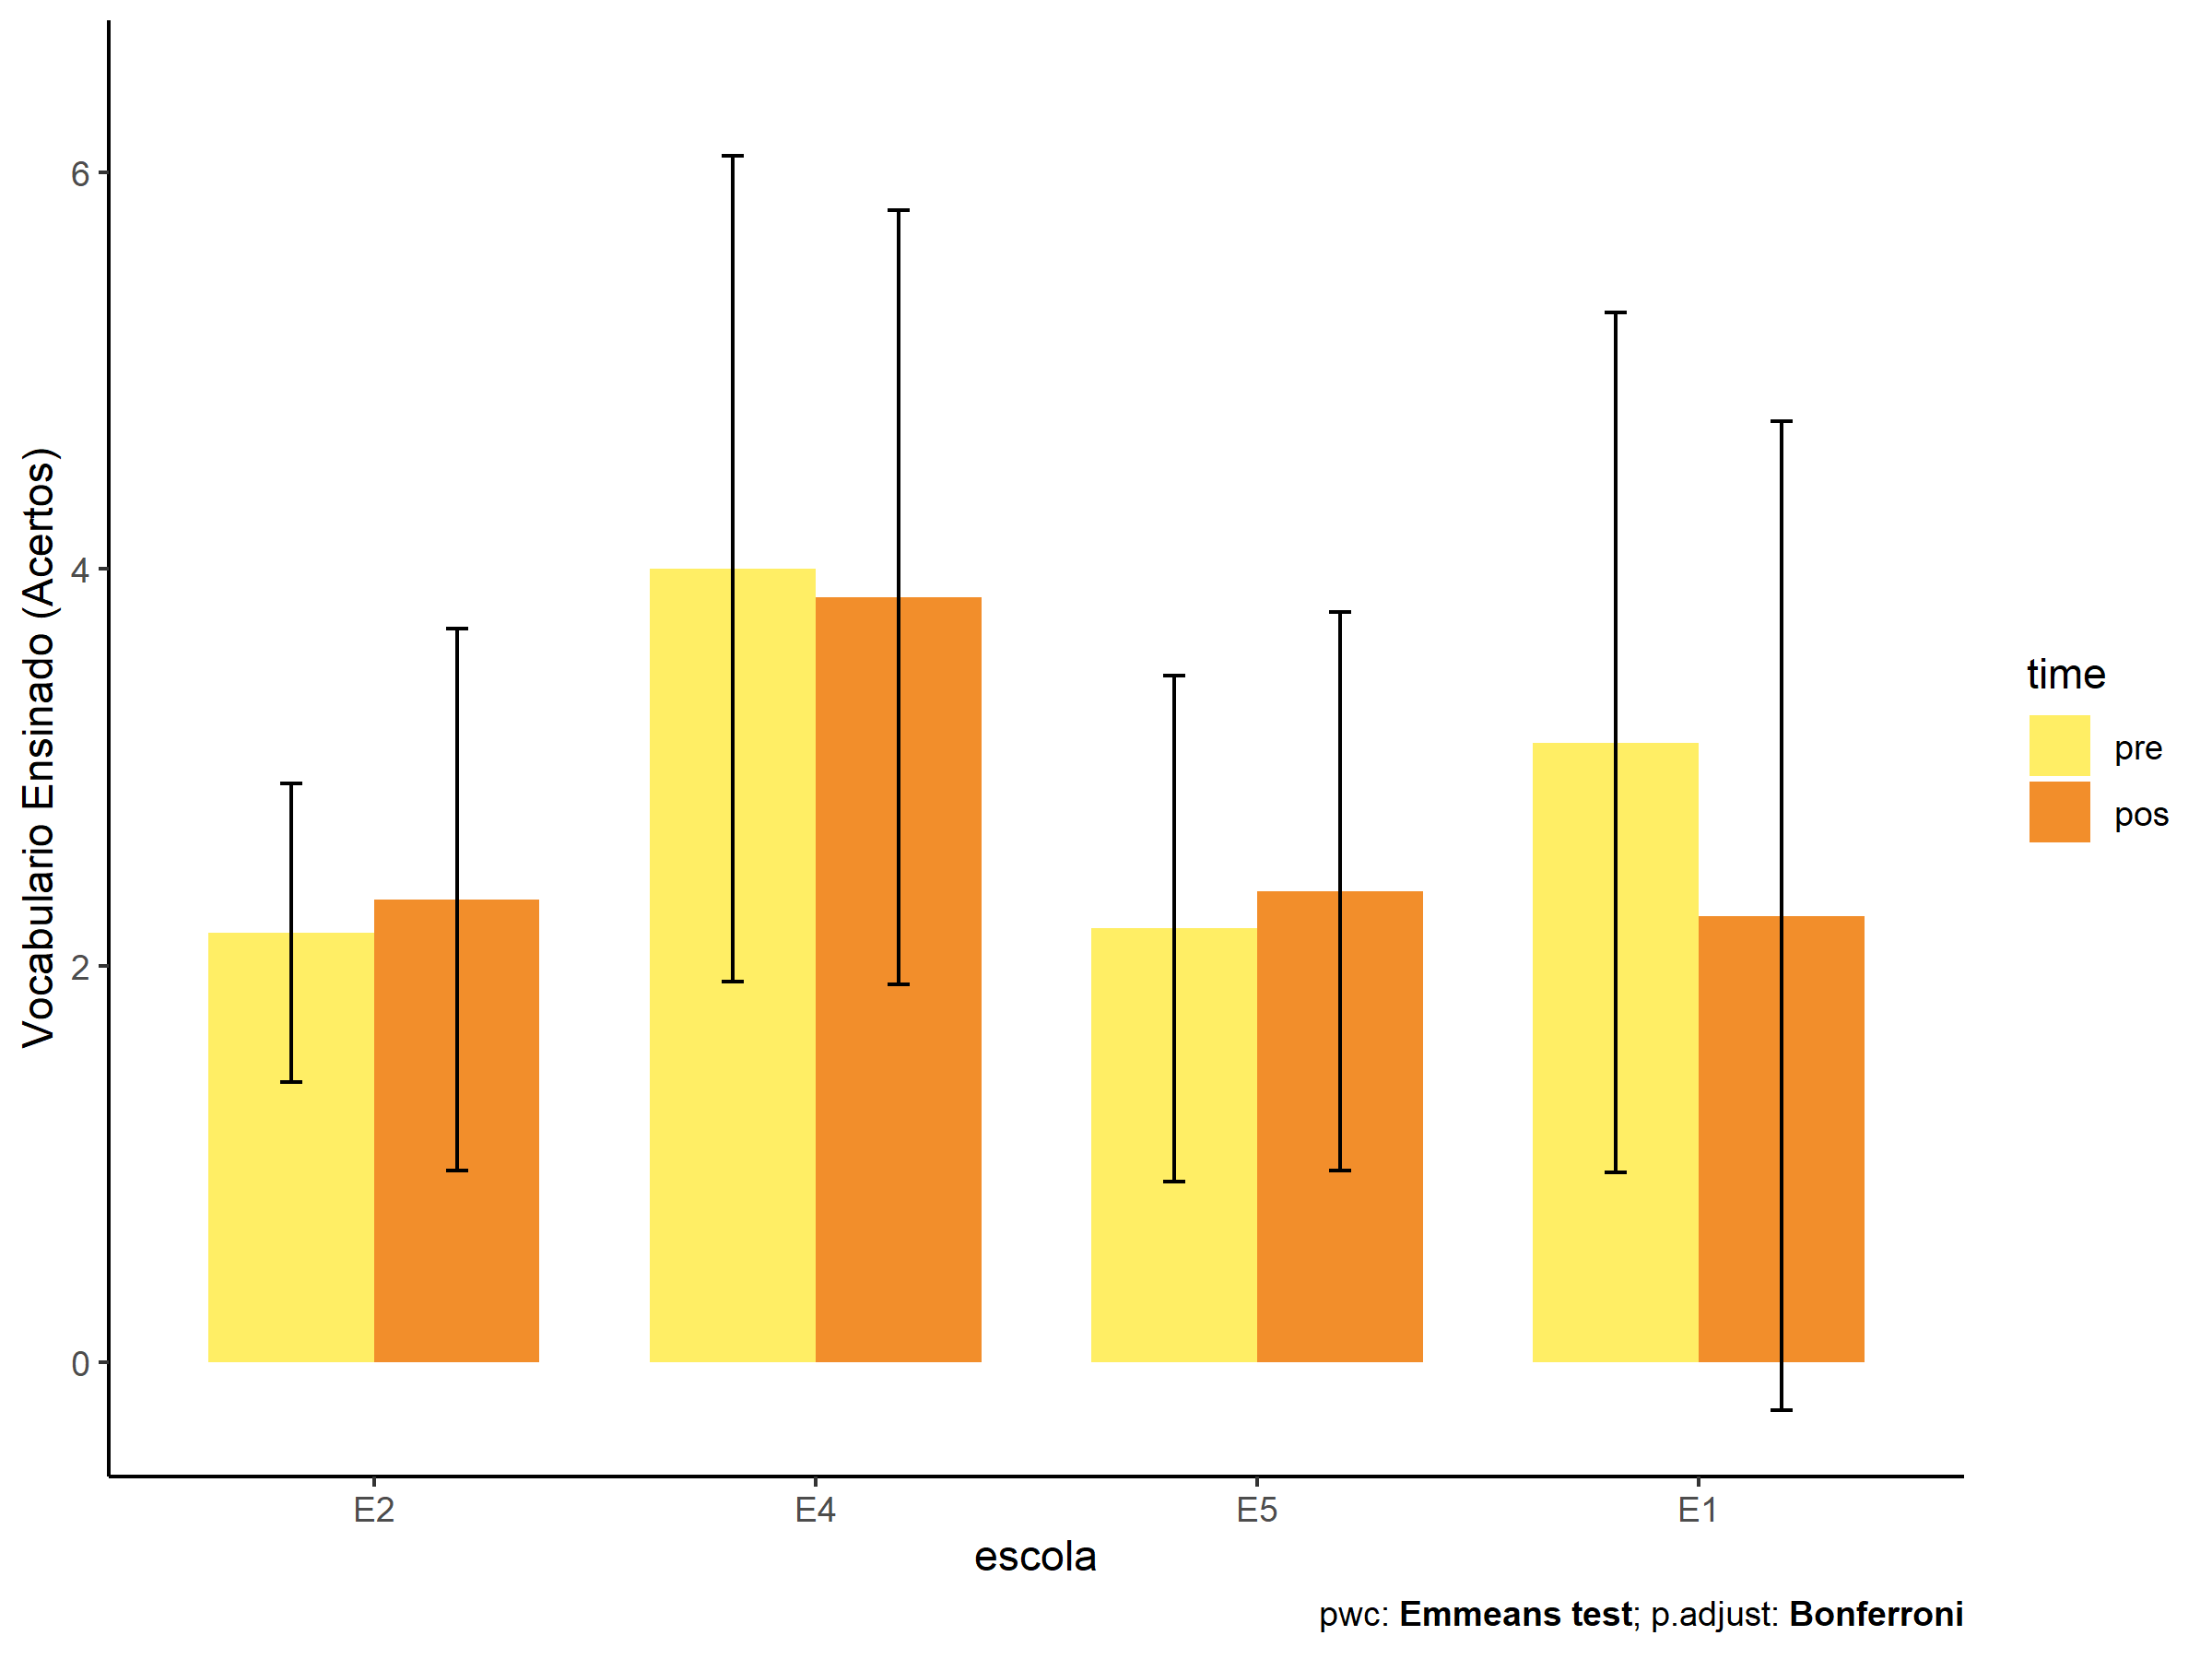 Vocabulario Ensinado (Acertos)
6
4
2
0
E2 E4 E5 E1
escola
time
pre
pos
pwc: Emmeans test; p.adjust: Bonferroni